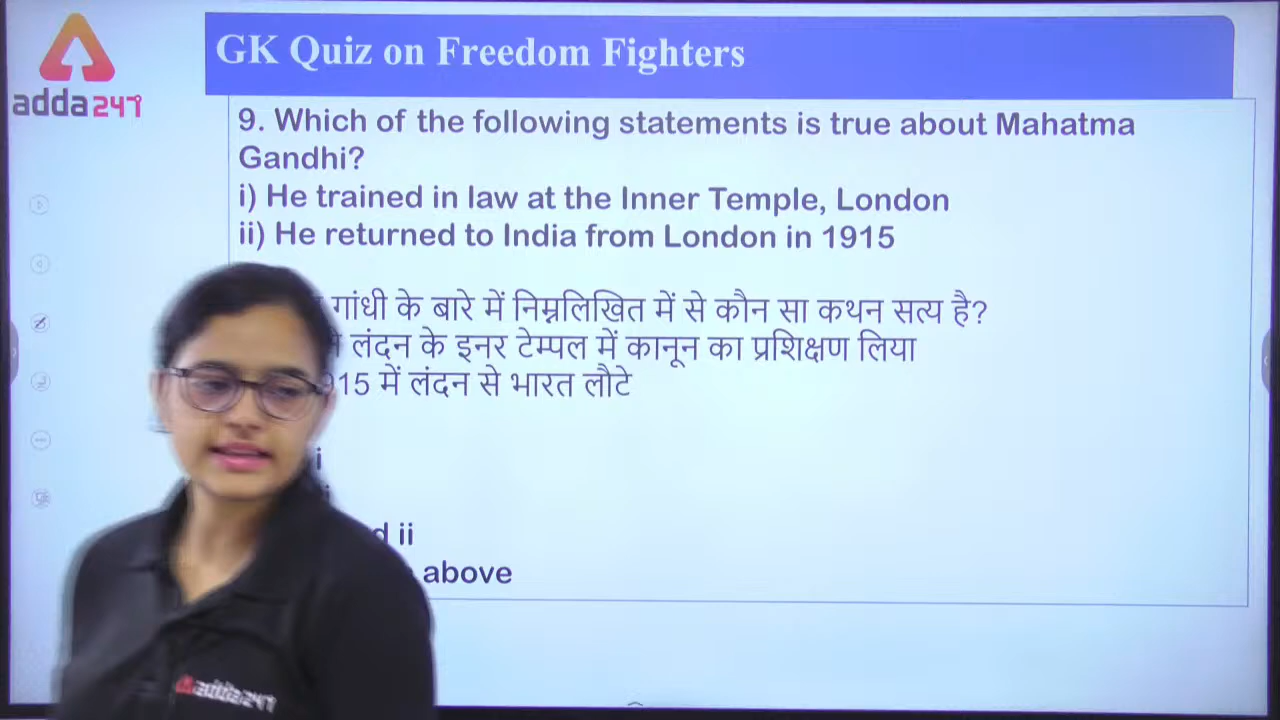 adda247
GK Quiz on Freedom Fighters
9. Which of the following statements is true about Mahatma
Gandhi?
i) He trained in law at the Inner Temple, London
ii) He returned to India from London in 1915
गांधी के बारे में निम्नलिखित में से कौन सा कथन सत्य है?
लंदन के इनर टेम्पल में कानून का प्रशिक्षण लिया
915 में लंदन से भारत लौटे
i
i
d ii
above
adda247